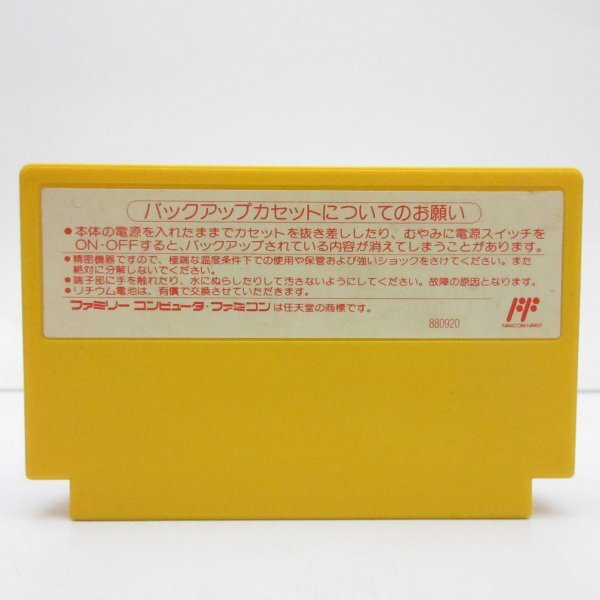 バックアップカセットについてのお願い
●本体の電源を入れたままでカセットを抜き差ししたり、むやみに電源スイッチを
ON・OFFすると、バックアップされている内容が消えてしまうことがあります。
●精密機器ですので、極端な温度条件下での使用や保管および強いショックをさけてください。また
絶対に分解しないでください。
●端子部に手を触れたり、水にぬらしたりして汚さないようにしてください。故障の原因となります。
●リチウム電池は、有償で交換させていただきます。
ファミリーコンピュータ・ファミコンは任天堂の商標です。
880920
FAMICOM FAMILY